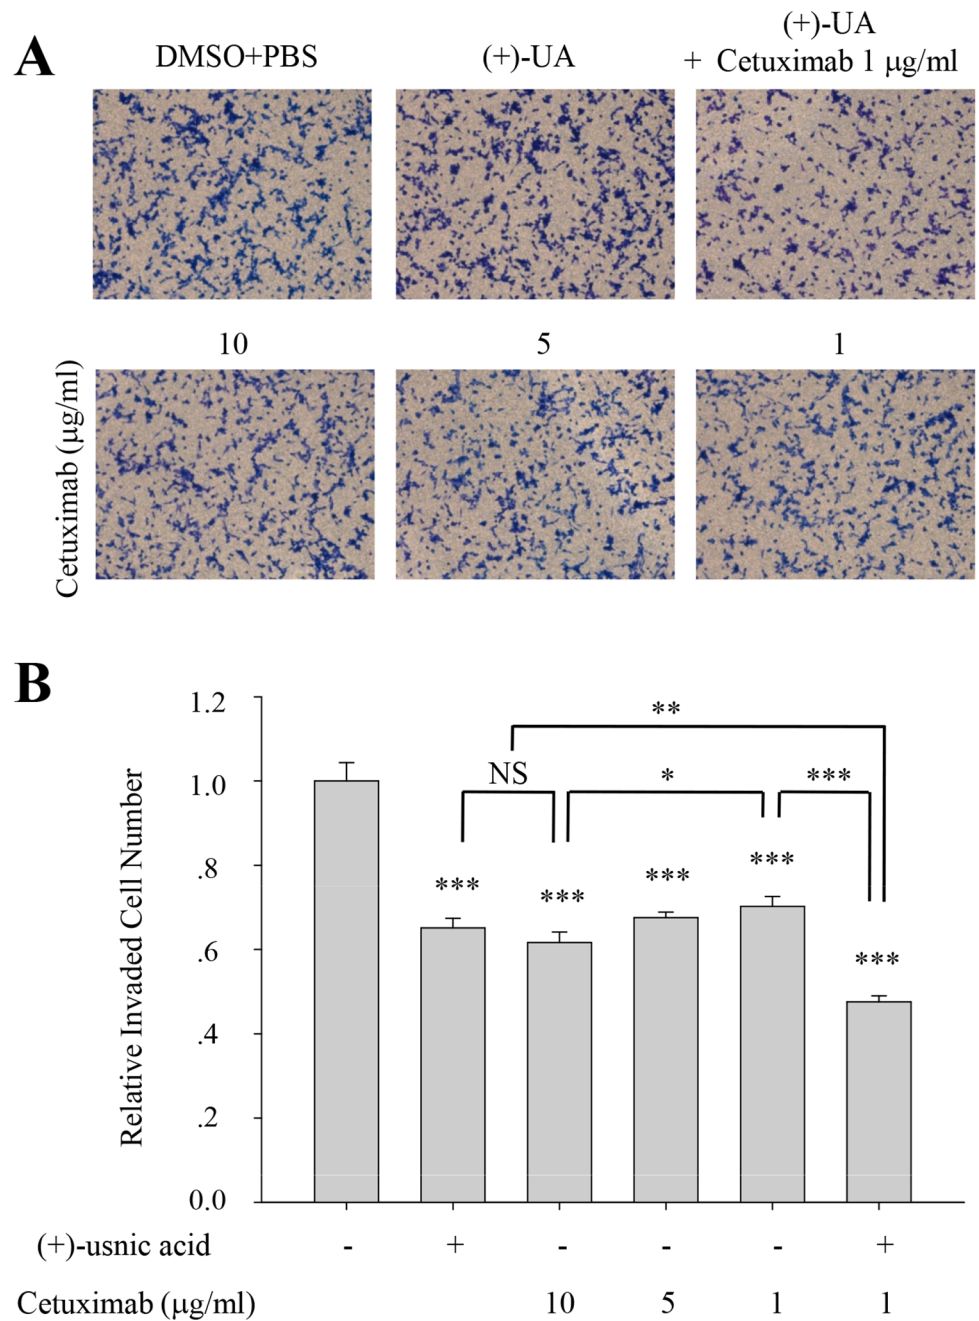 A
DMSO+PBS
(+)-UA
(+)-UA
+ Cetuximab 1 μg/ml
10
5
1
Cetuximab (μg/ml)
B
Relative Invaded Cell Number
1.2
1.0
.8
.6
.4
.2
0.0
**
NS
*
***
***
***
***
***
***
(+)-usnic acid - + - - - +
Cetuximab (μg/ml) 10 5 1 1